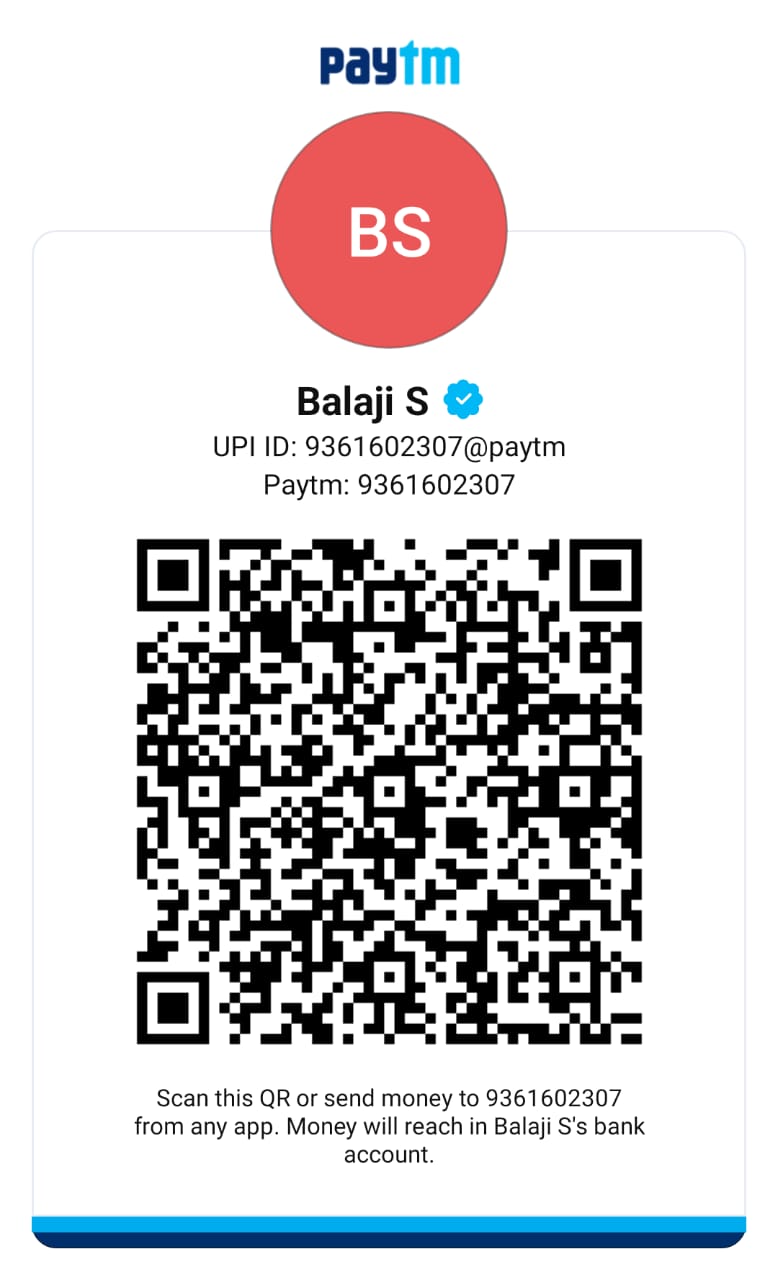 paytm
BS
Balaji S
UPI ID: 9361602307@paytm
Paytm: 9361602307
Scan this QR or send money to 9361602307
from any app. Money will reach in Balaji S's bank
account.